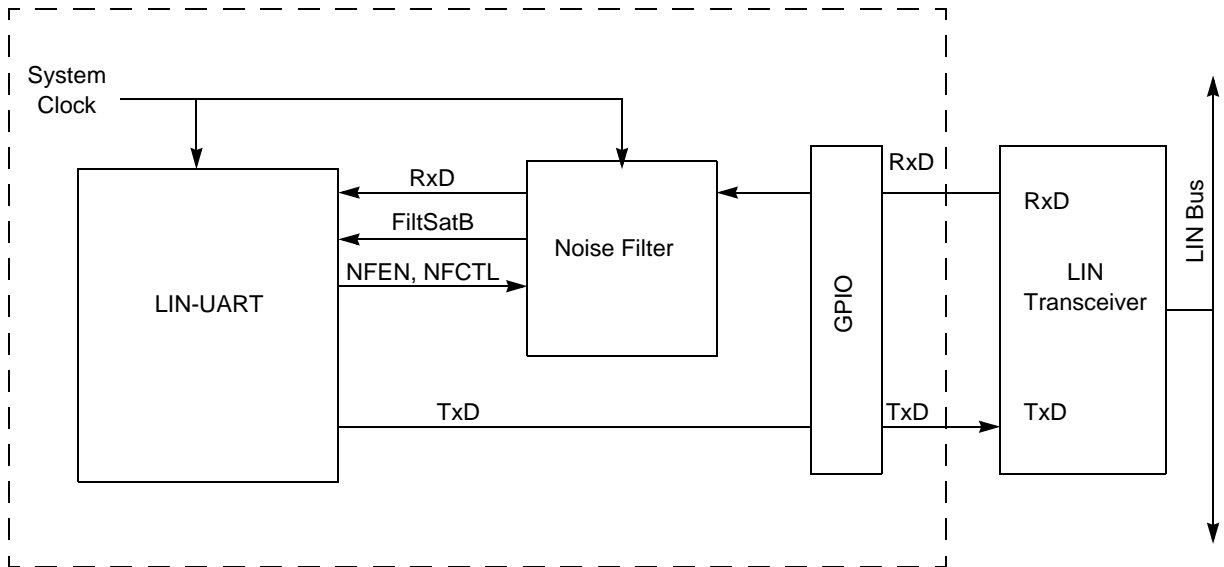 System
Clock
RxD
FiltSatB
NFEN, NFCTL
LIN-UART
TxD
Noise Filter
GPIO
RxD
TxD
RxD
LIN
Transceiver
TxD
LIN Bus